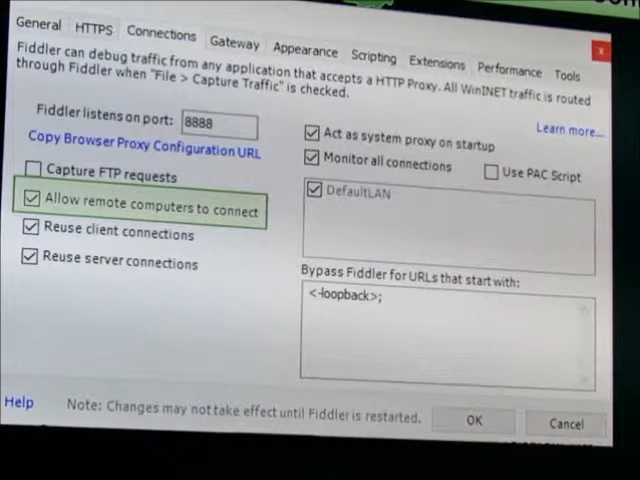 General HTTPS Connections Gateway Appearance Scripting Extensions Performance Tools
x
Fiddler can debug traffic from any application that accepts a HTTP Proxy. All WinINET traffic is routed
through Fiddler when "File > Capture Traffic" is checked.
Learn more...
Fiddler listens on port: 8888
Copy Browser Proxy Configuration URL
Capture FTP requests
Allow remote computers to connect
Reuse client connections
Reuse server connections
Act as system proxy on startup
Monitor all connections
Use PAC Script
DefaultLAN
Bypass Fiddler for URLs that start with:
<-loopback>;
Help
Note: Changes may not take effect until Fiddler is restarted.
OK
Cancel